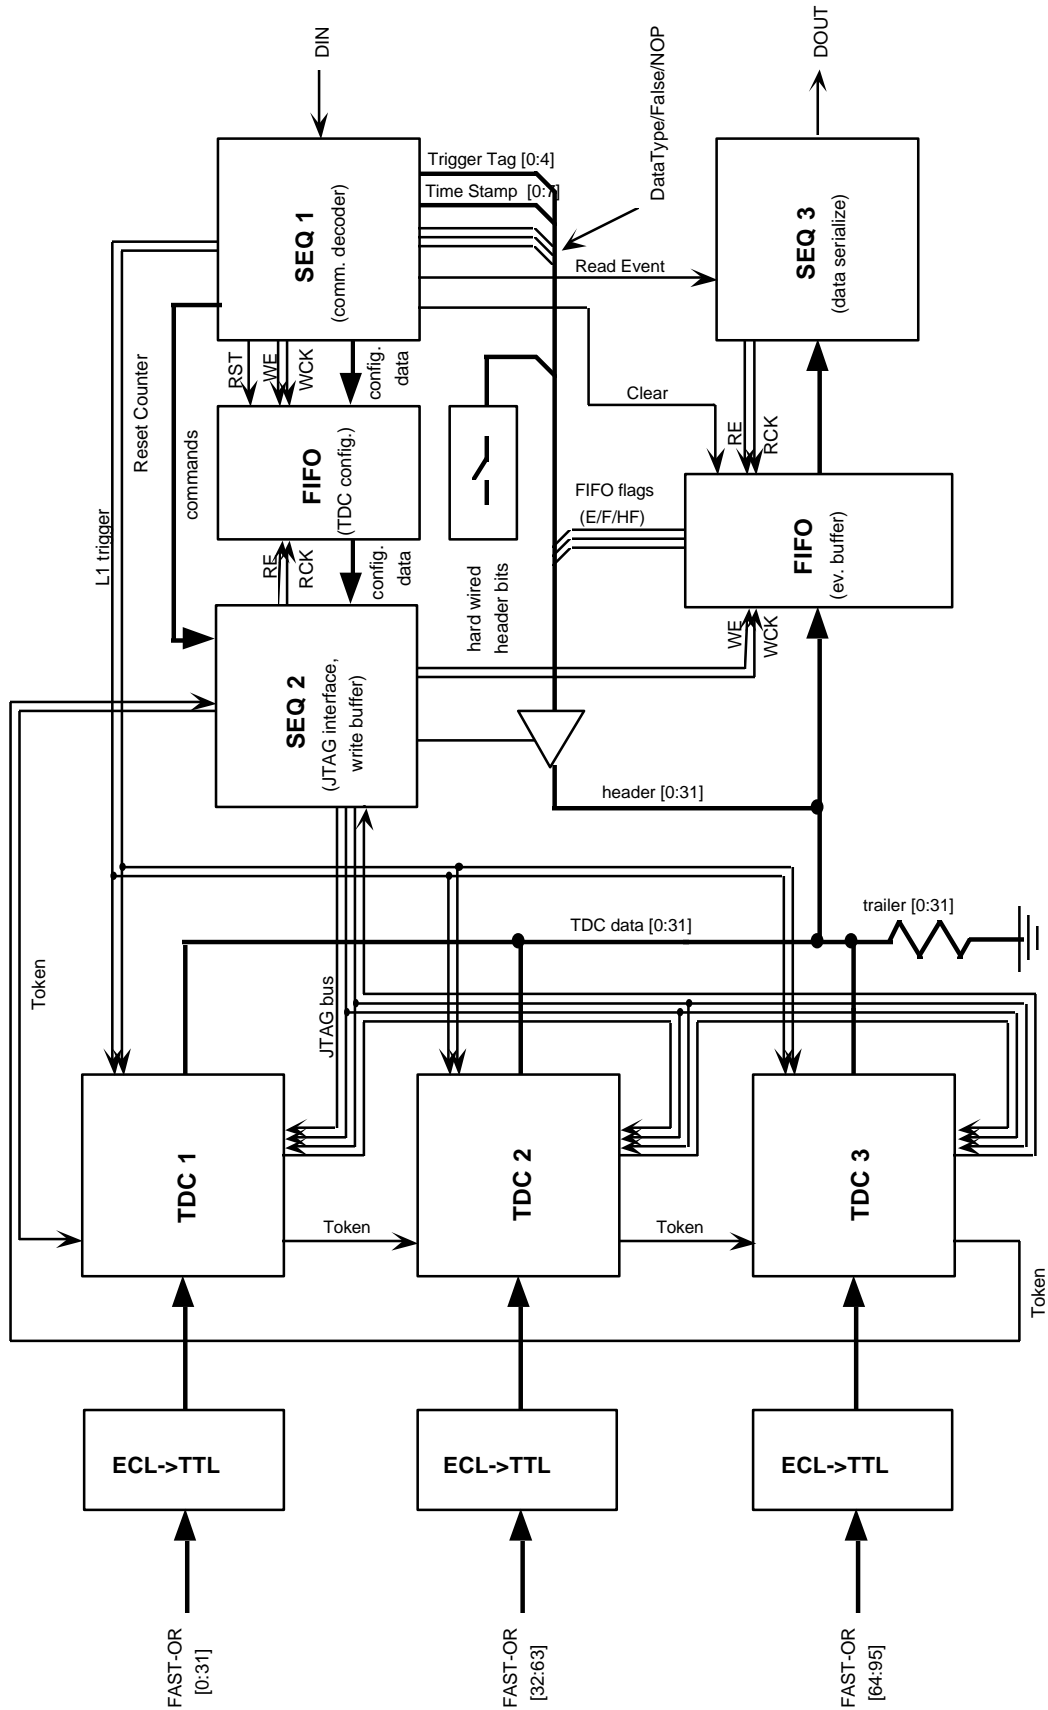 DIN
DOUT
SEQ 1
(comm. decoder)
Trigger Tag [0:4]
Time Stamp [0:7]
DataType/False/NOP
Read Event
SEQ 3
(data serialize)
Reset Counter
commands
L1 trigger
RST
WE
WCK
config.
data
FIFO
(TDC config.)
RE
RCK
config.
data
hard wired
header bits
Clear
RE
RCK
FIFO flags
(E/F/HF)
FIFO
(ev. buffer)
WE
WCK
SEQ 2
(JTAG interface,
write buffer)
header [0:31]
trailer [0:31]
TDC data [0:31]
Token
JTAG bus
TDC 1
TDC 2
TDC 3
Token
Token
Token
ECL->TTL
ECL->TTL
ECL->TTL
FAST-OR
[0:31]
FAST-OR
[32:63]
FAST-OR
[64:95]